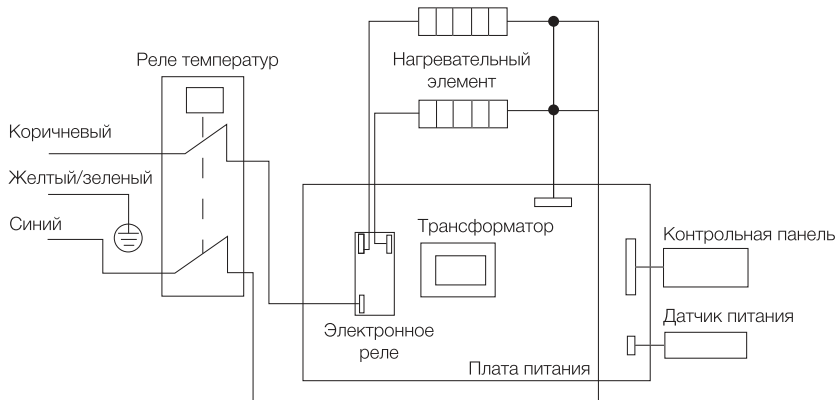 Реле температур
Нагревательный
элемент
Коричневый
Желтый/зеленый
Синий
Трансформатор
Контрольная панель
Датчик питания
Электронное
реле
Плата питания